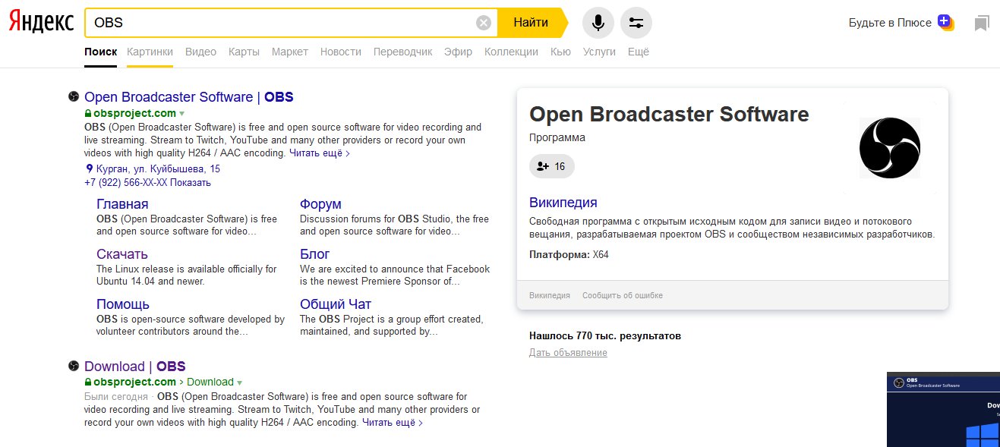 Яндекс
OBS
Найти
Будьте в Плюсе
Поиск Картинки Видео Карты Маркет Новости Переводчик Эфир Коллекции Кью Услуги Ещё
Open Broadcaster Software | OBS
obsproject.com
OBS (Open Broadcaster Software) is free and open source software for video recording and
live streaming. Stream to Twitch, YouTube and many other providers or record your own
videos with high quality H264 / AAC encoding. Читать ещё >
Курган, ул. Куйбышева, 15
+7 (922) 566-XX-XX Показать
Главная
OBS (Open Broadcaster Software) is free
and open source software for video...
Форум
Discussion forums for OBS Studio, the free
and open source software for video...
Скачать
The Linux release is available officially for
Ubuntu 14.04 and newer.
Блог
We are excited to announce that Facebook
is the newest Premiere Sponsor of...
Помощь
OBS is open-source software developed by
volunteer contributors around the...
Общий Чат
The OBS Project is a group effort created,
maintained, and supported by...
Download | OBS
obsproject.com > Download
Были сегодня · OBS (Open Broadcaster Software) is free and open source software for
video recording and live streaming. Stream to Twitch, YouTube and many other providers or
record your own videos with high quality H264 / AAC encoding. Читать ещё >
Open Broadcaster Software
Программа
16
Википедия
Свободная программа с открытым исходным кодом для записи видео и потокового
вещания, разрабатываемая проектом OBS и сообществом независимых разработчиков.
Платформа: X64
Википедия Сообщить об ошибке
Нашлось 770 тыс. результатов
Дать объявление
OBS
Open Broadcaster Software
Dow